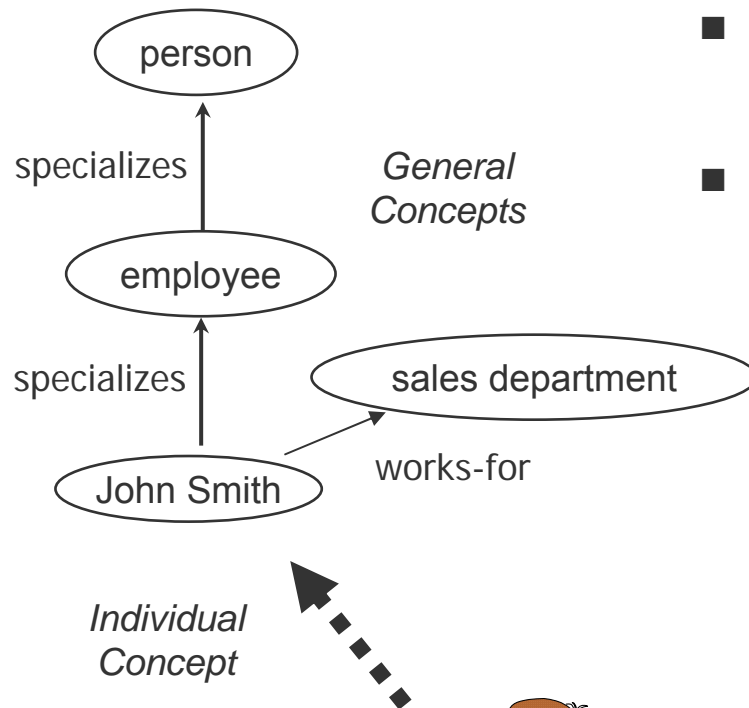 person
specializes
General
Concepts
employee
specializes
sales department
works-for
John Smith
Individual
Concept